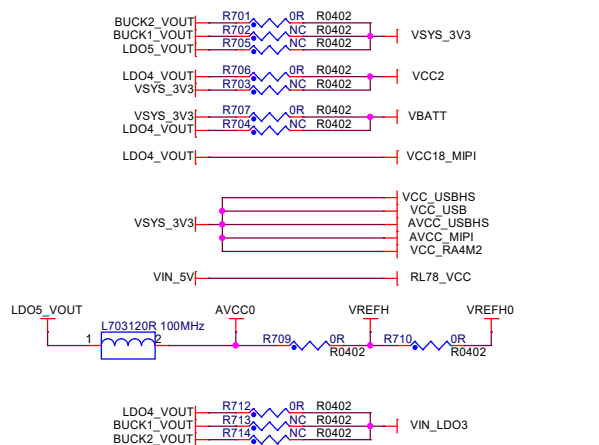 BUCK2_VOUT R701 0R R0402
BUCK1_VOUT R702 NC R0402 VSYS_3V3
LDO5_VOUT R705 NC R0402
LDO4_VOUT R706 0R R0402 VCC2
VSYS_3V3 R703 NC R0402
VSYS_3V3 R707 0R R0402 VBATT
LDO4_VOUT R704 NC R0402
LDO4_VOUT VCC18_MIPI
VCC_USBHS
VCC_USB
VSYS_3V3 AVCC_USBHS
AVCC_MIPI
VCC_RA4M2
VIN_5V RL78_VCC
LDO5_VOUT AVCC0 VREFH VREFH0
L703120R 100MHz
1 2 R709 0R R710 0R
R0402 R0402
LDO4_VOUT R712 0R R0402
BUCK1_VOUT R713 NC R0402 VIN_LDO3
BUCK2_VOUT R714 NC R0402